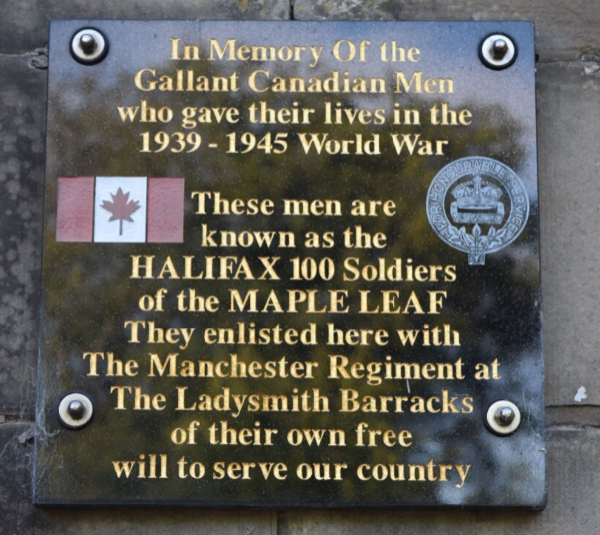 In Memory Of the
Gallant Canadian Men
who gave their lives in the
1939 - 1945 World War
These men are
known as the
HALIFAX 100 Soldiers
of the MAPLE LEAF
They enlisted here with
The Manchester Regiment at
The Ladysmith Barracks
of their own free
will to serve our country